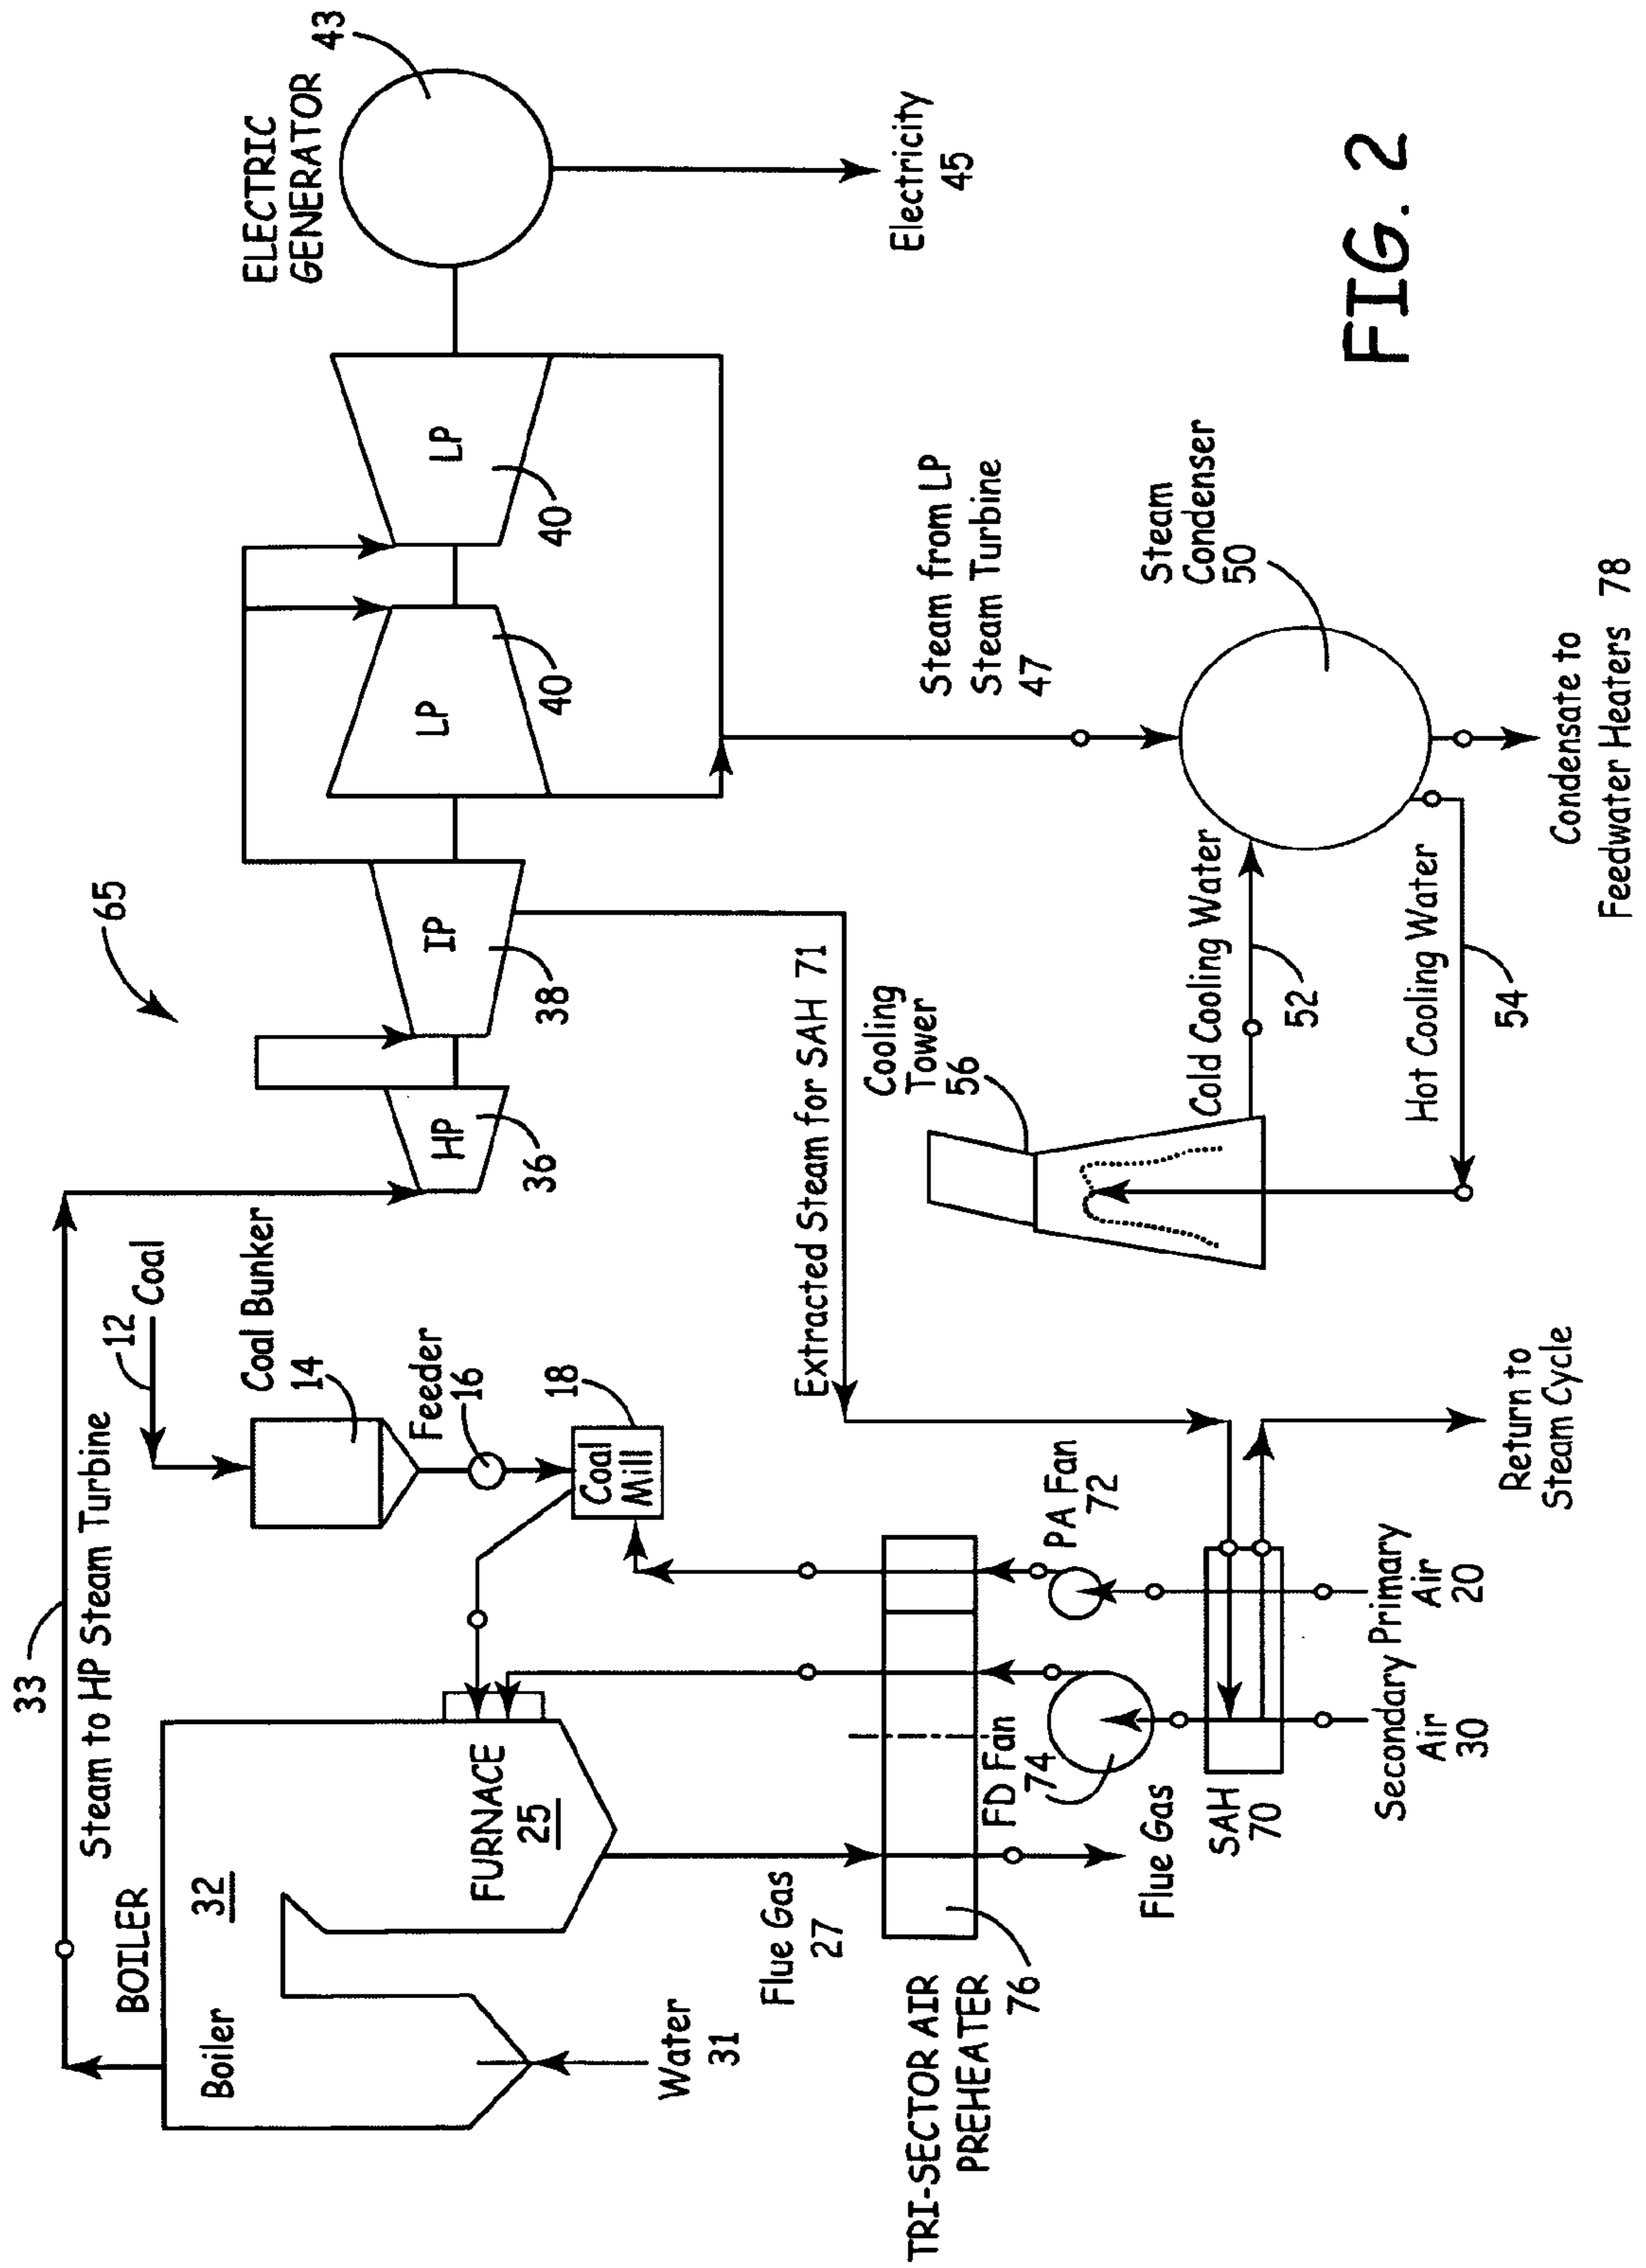 33
Steam to HP Steam Turbine
BOILER
Boiler
32
FURNACE
25
Water
31
12
Coal
Coal Bunker
14
Feeder
16
Coal
Mill
18
65
HP
36
IP
38
LP
40
LP
40
ELECTRIC
GENERATOR
43
Electricity
45
Extracted Steam for SAH 71
Steam from LP
Steam Turbine
47
Flue Gas
27
TRI-SECTOR AIR
PREHEATER
76
FD Fan
74
PA Fan
72
Flue Gas
SAH
70
Secondary
Air
30
Primary
Air
20
Return to
Steam Cycle
Cooling
Tower
56
Cold Cooling Water
52
Hot Cooling Water
54
Steam
Condenser
50
Condensate to
Feedwater Heaters 78
FIG. 2